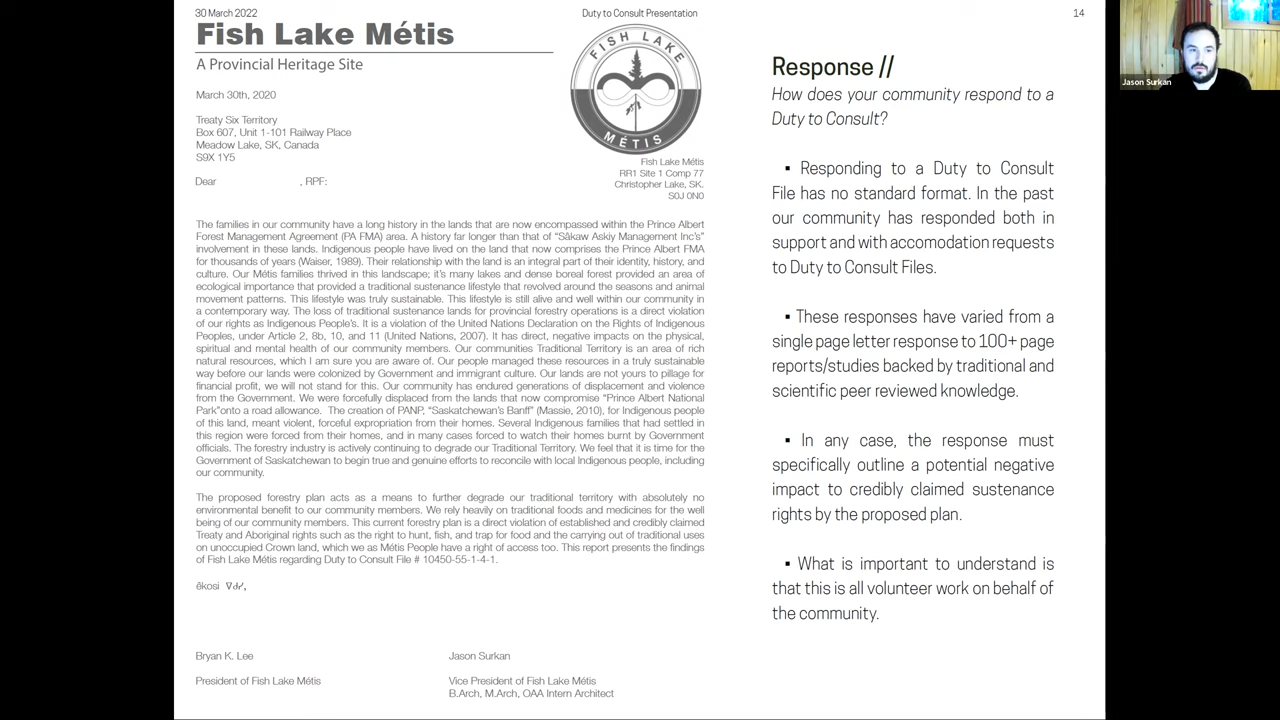 30 March 2022
Duty to Consult Presentation
14
Fish Lake Métis
A Provincial Heritage Site
FISH LAKE
MÉTIS
March 30th, 2020
Treaty Six Territory
Box 607, Unit 1-101 Railway Place
Meadow Lake, SK, Canada
S9X 1Y5
Fish Lake Métis
RR1 Site 1 Comp 77
Christopher Lake, SK.
S0J 0N0
Dear , RPF:
The families in our community have a long history in the lands that are now encompassed within the Prince Albert
Forest Management Agreement (PA FMA) area. A history far longer than that of “Sâkaw Askiy Management Inc’s”
involvement in these lands. Indigenous people have lived on the land that now comprises the Prince Albert FMA
for thousands of years (Waiser, 1989). Their relationship with the land is an integral part of their identity, history, and
culture. Our Métis families thrived in this landscape; it’s many lakes and dense boreal forest provided an area of
ecological importance that provided a traditional sustenance lifestyle that revolved around the seasons and animal
movement patterns. This lifestyle was truly sustainable. This lifestyle is still alive and well within our community in
a contemporary way. The loss of traditional sustenance lands for provincial forestry operations is a direct violation
of our rights as Indigenous People’s. It is a violation of the United Nations Declaration on the Rights of Indigenous
Peoples, under Article 2, 8b, 10, and 11 (United Nations, 2007). It has direct, negative impacts on the physical,
spiritual and mental health of our community members. Our communities Traditional Territory is an area of rich
natural resources, which I am sure you are aware of. Our people managed these resources in a truly sustainable
way before our lands were colonized by Government and immigrant culture. Our lands are not yours to pillage for
financial profit, we will not stand for this. Our community has endured generations of displacement and violence
from the Government. We were forcefully displaced from the lands that now compromise “Prince Albert National
Park”onto a road allowance. The creation of PANP, “Saskatchewan’s Banff” (Massie, 2010), for Indigenous people
of this land, meant violent, forceful expropriation from their homes. Several Indigenous families that had settled in
this region were forced from their homes, and in many cases forced to watch their homes burnt by Government
officials. The forestry industry is actively continuing to degrade our Traditional Territory. We feel that it is time for the
Government of Saskatchewan to begin true and genuine efforts to reconcile with local Indigenous people, including
our community.
The proposed forestry plan acts as a means to further degrade our traditional territory with absolutely no
environmental benefit to our community members. We rely heavily on traditional foods and medicines for the well
being of our community members. This current forestry plan is a direct violation of established and credibly claimed
Treaty and Aboriginal rights such as the right to hunt, fish, and trap for food and the carrying out of traditional uses
on unoccupied Crown land, which we as Métis People have a right of access too. This report presents the findings
of Fish Lake Métis regarding Duty to Consult File # 10450-55-1-4-1.
êkosi ᐁᑯᓯ,
Bryan K. Lee
President of Fish Lake Métis
Jason Surkan
Vice President of Fish Lake Métis
B.Arch, M.Arch, OAA Intern Architect
Response //
How does your community respond to a
Duty to Consult?
▪ Responding to a Duty to Consult
File has no standard format. In the past
our community has responded both in
support and with accomodation requests
to Duty to Consult Files.
▪ These responses have varied from a
single page letter response to 100+ page
reports/studies backed by traditional and
scientific peer reviewed knowledge.
▪ In any case, the response must
specifically outline a potential negative
impact to credibly claimed sustenance
rights by the proposed plan.
▪ What is important to understand is
that this is all volunteer work on behalf of
the community.
Jason Surkan